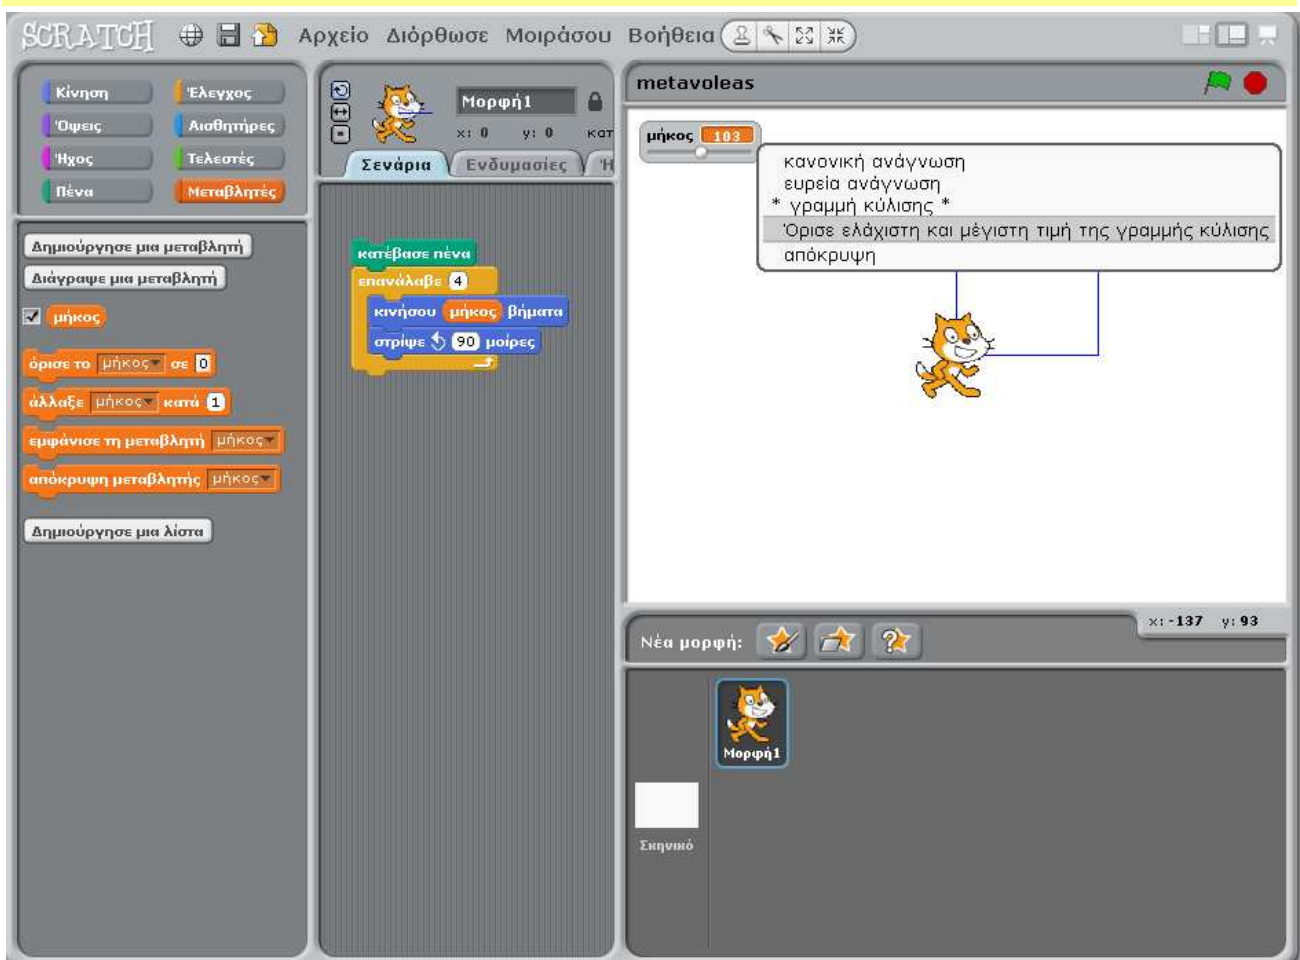 SCRATCH Αρχείο Διόρθωσε Μοιράσου Βοήθεια
Κίνηση Έλεγχος
Όψεις Αισθητήρες
Ήχος Τελεστές
Πένα Μεταβλητές
Δημιούργησε μια μεταβλητή
Διάγραψε μια μεταβλητή
μήκος
όρισε το μήκος σε 0
άλλαξε μήκος κατά 1
εμφάνισε τη μεταβλητή μήκος
απόκρυψη μεταβλητής μήκος
Δημιούργησε μια λίστα
Μορφή1
x: 0 y: 0 κατ
Σενάρια Ενδυμασίες Ή
κατέβασε πένα
επανάλαβε 4
κινήσου μήκος βήματα
στρίψε 90 μοίρες
metavoleas
μήκος 103
κανονική ανάγνωση
ευρεία ανάγνωση
* γραμμή κύλισης *
Όρισε ελάχιστη και μέγιστη τιμή της γραμμής κύλισης
απόκρυψη
x: -137 y: 93
Νέα μορφή:
Μορφή1
Σκηνικό